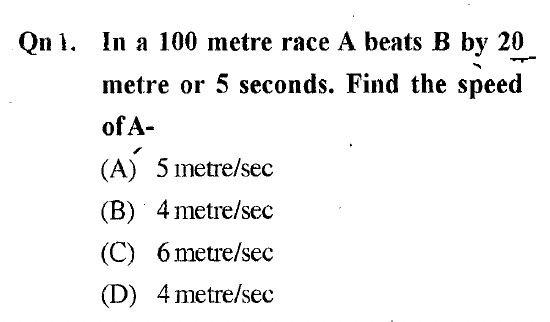 Qn 1. In a 100 metre race A beats B by 20
metre or 5 seconds. Find the speed
of A-
(A) 5 metre/sec
(B) 4 metre/sec
(C) 6 metre/sec
(D) 4 metre/sec